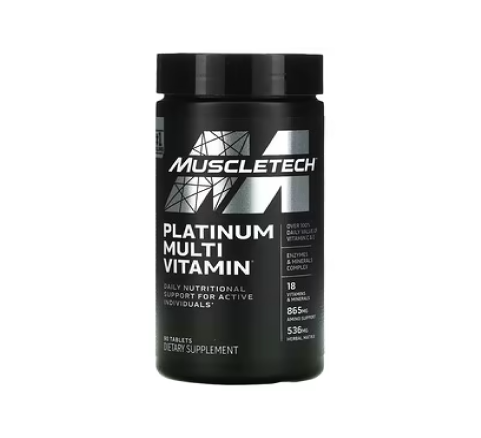 MUSCLETECH
PLATINUM
MULTI
VITAMIN
DAILY NUTRITIONAL
SUPPORT FOR ACTIVE
INDIVIDUALS*
OVER 100%
DAILY VALUE OF
ENZYMES
& MINERALS
COMPLEX
18
VITAMINS
& MINERALS
865MG
AMINO SUPPORT
536MG
HERBAL MATRIX
90 TABLETS
DIETARY SUPPLEMENT